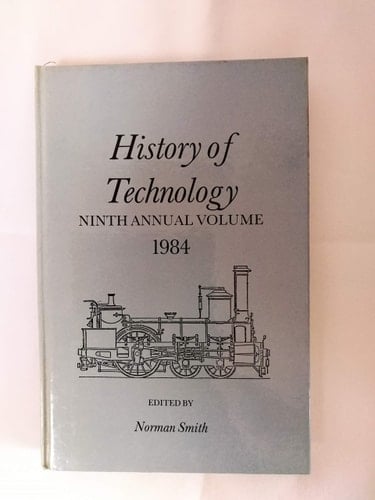 History of
Technology
NINTH ANNUAL VOLUME
1984
EDITED BY
Norman Smith